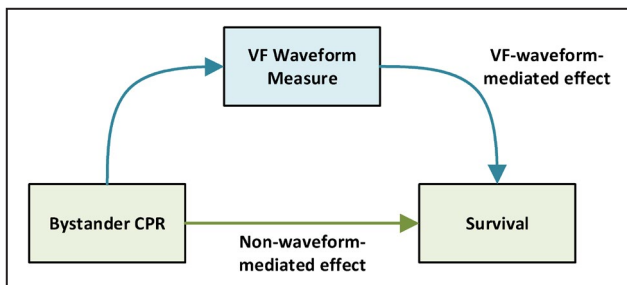 VF Waveform
Measure
VF-waveform-
mediated effect
Bystander CPR
Survival
Non-waveform-
mediated effect